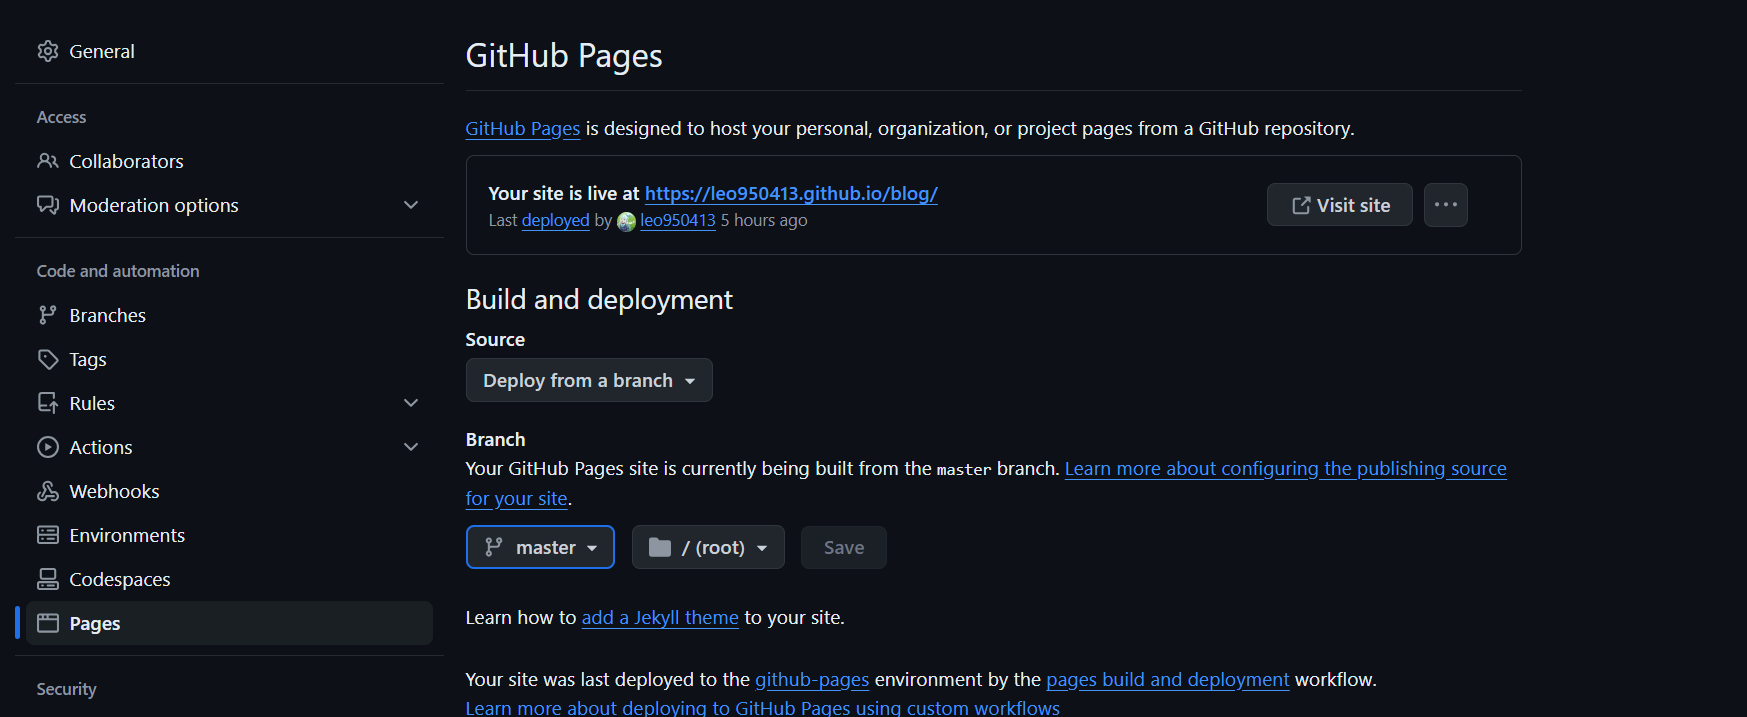 General
Access
Collaborators
Moderation options
Code and automation
Branches
Tags
Rules
Actions
Webhooks
Environments
Codespaces
Pages
Security
GitHub Pages
GitHub Pages is designed to host your personal, organization, or project pages from a GitHub repository.
Your site is live at https://leo950413.github.io/blog/
Last deployed by leo950413 5 hours ago
Visit site
Build and deployment
Source
Deploy from a branch
Branch
Your GitHub Pages site is currently being built from the master branch. Learn more about configuring the publishing source
for your site.
master / (root) Save
Learn how to add a Jekyll theme to your site.
Your site was last deployed to the github-pages environment by the pages build and deployment workflow.
Learn more about deploying to GitHub Pages using custom workflows